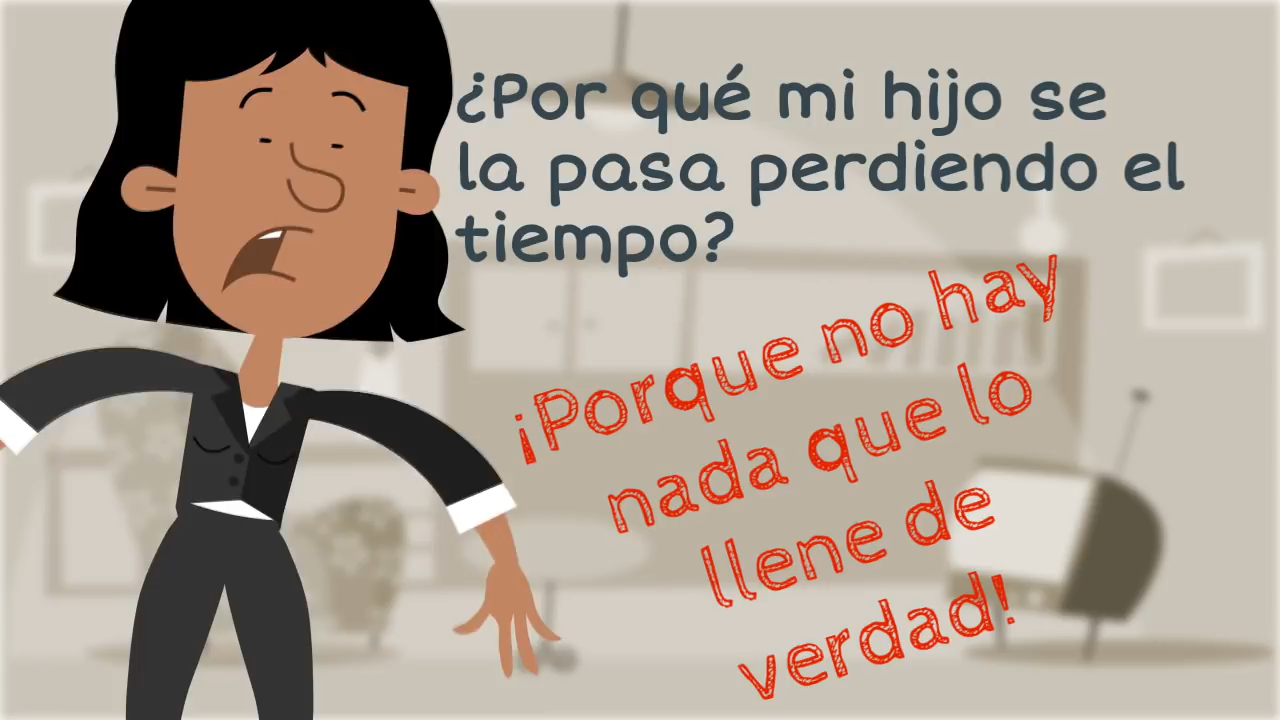 ¿Por qué mi hijo se
la pasa perdiendo el
tiempo?
¡Porque no hay
nada que lo
llene de
verdad!